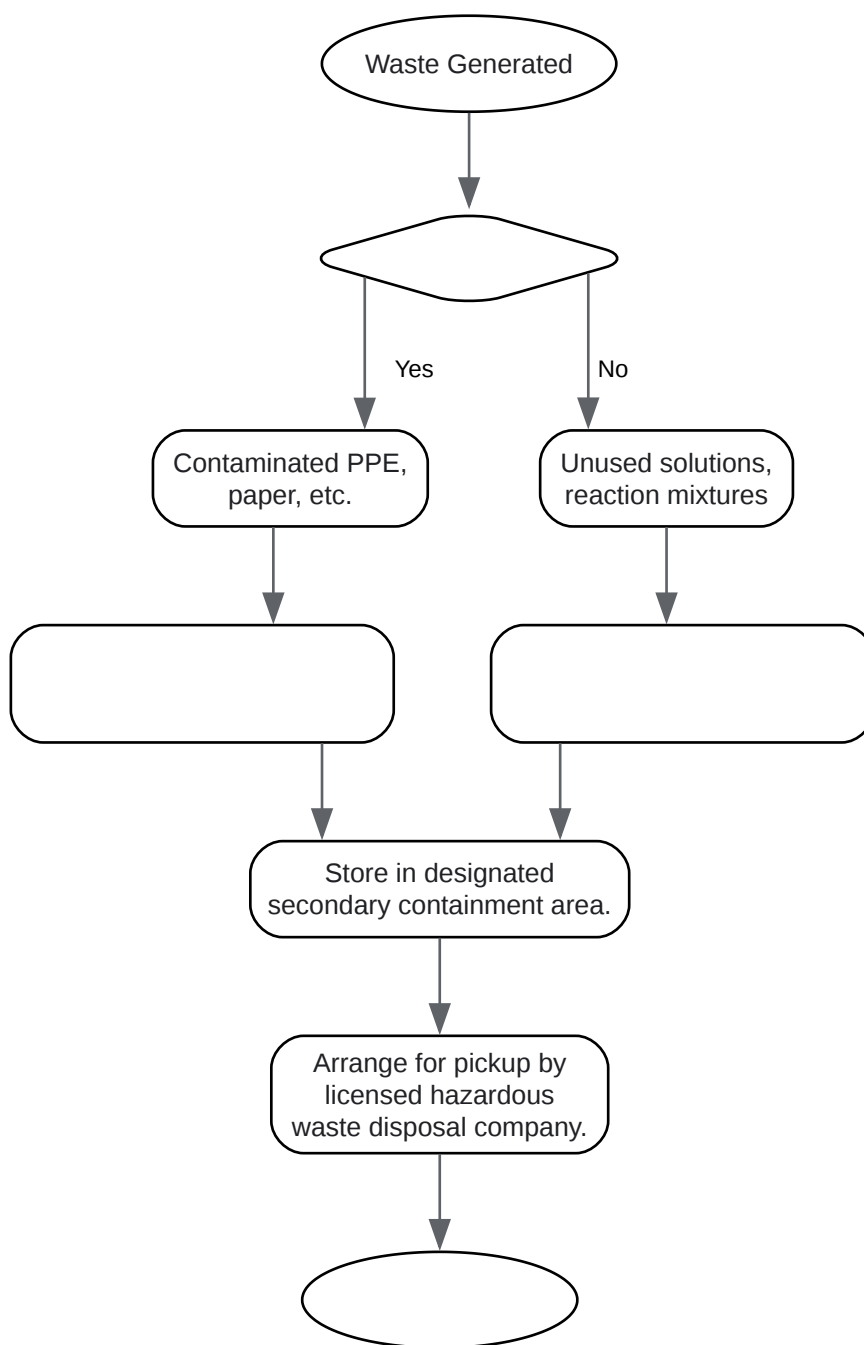 Waste Generated
Yes
No
Contaminated PPE,
paper, etc.
Unused solutions,
reaction mixtures
Store in designated
secondary containment area.
Arrange for pickup by
licensed hazardous
waste disposal company.